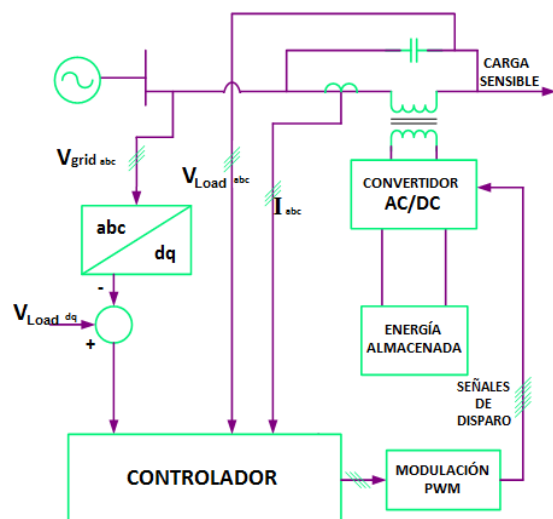 CARGA
SENSIBLE
Vgrid abc
VLoad abc
I abc
CONVERTIDOR
AC/DC
abc
dq
-
VLoad dq
+
ENERGÍA
ALMACENADA
SEÑALES
DE
DISPARO
CONTROLADOR
MODULACIÓN
PWM